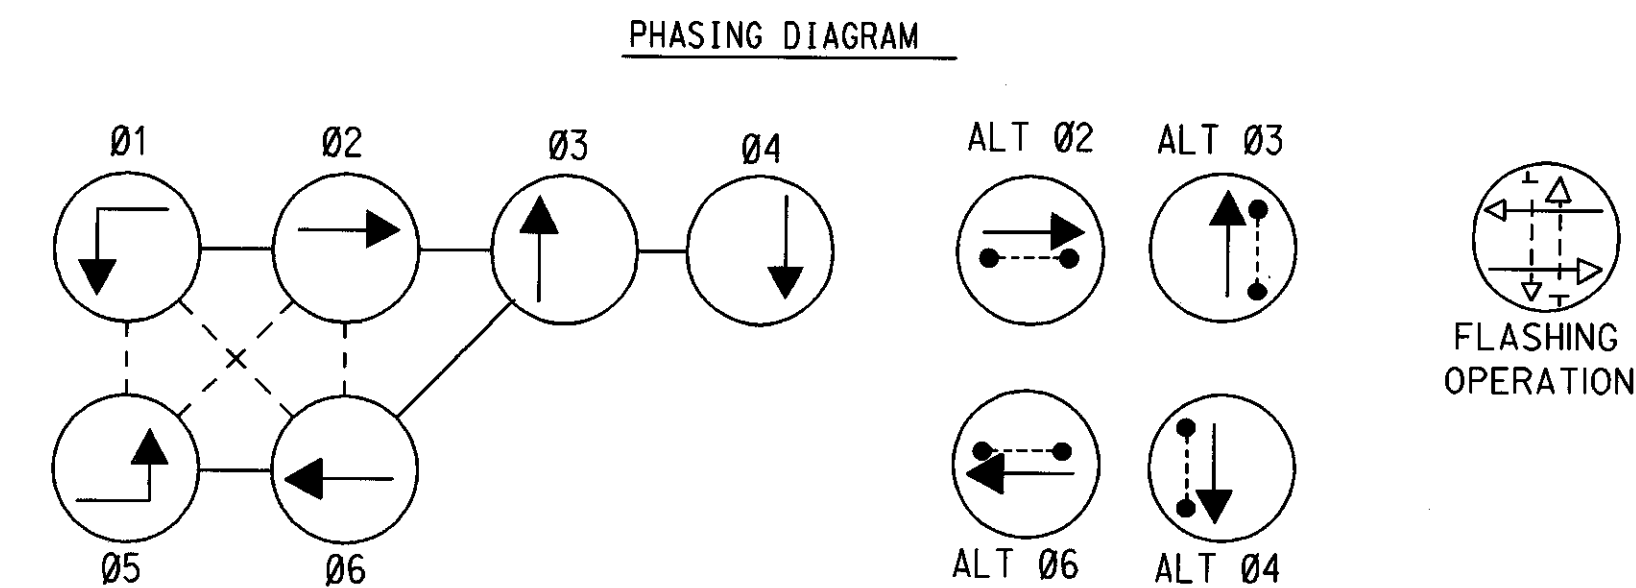 PHASING DIAGRAM
Ø1 Ø2 Ø3 Ø4 ALT Ø2 ALT Ø3
FLASHING
OPERATION
Ø5 Ø6 ALT Ø6 ALT Ø4